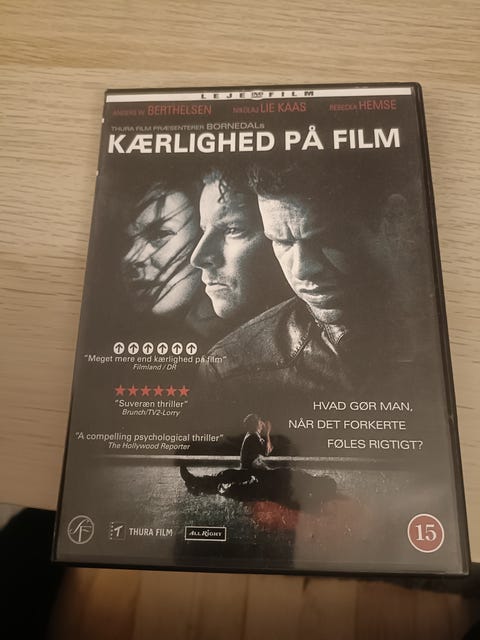 LEJE DVD FILM
ANDERS W. BERTHELSEN NIKOLAJ LIE KAAS REBECKA HEMSE
THURA FILM PRÆSENTERER BORNEDALs
KÆRLIGHED PÅ FILM
"Meget mere end kærlighed på film"
Filmland / DR
"Suveræn thriller"
Brunch/TV2-Lorry
"A compelling psychological thriller"
The Hollywood Reporter
HVAD GØR MAN,
NÅR DET FORKERTE
FØLES RIGTIGT?
SF THURA FILM ALL RIGHT
15